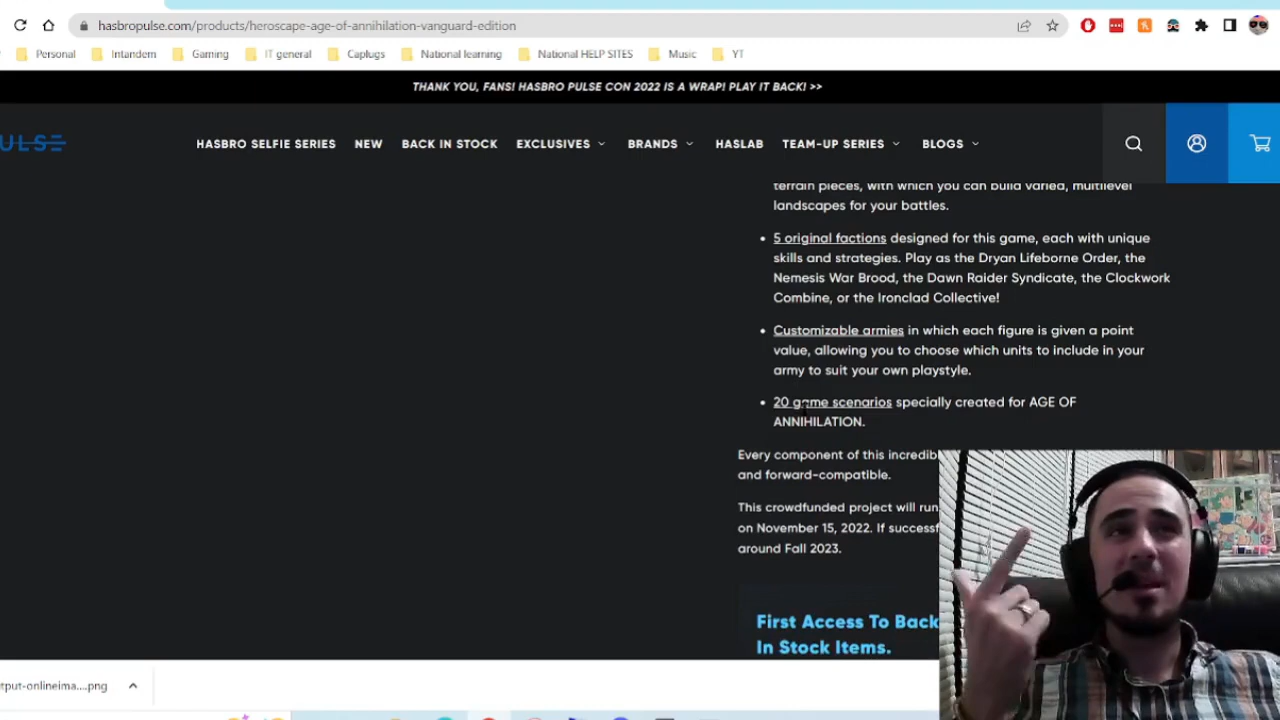 hasbropulse.com/products/heroscape-age-of-annihilation-vanguard-edition
Personal Intandem Gaming IT general Caplugs National learning National HELP SITES Music YT
THANK YOU, FANS! HASBRO PULSE CON 2022 IS A WRAP! PLAY IT BACK! >>
ULSE HASBRO SELFIE SERIES NEW BACK IN STOCK EXCLUSIVES BRANDS HASLAB TEAM-UP SERIES BLOGS
terrain pieces, with which you can build varied, multilevel
landscapes for your battles.
• 5 original factions designed for this game, each with unique
skills and strategies. Play as the Dryan Lifeborne Order, the
Nemesis War Brood, the Dawn Raider Syndicate, the Clockwork
Combine, or the Ironclad Collective!
• Customizable armies in which each figure is given a point
value, allowing you to choose which units to include in your
army to suit your own playstyle.
• 20 game scenarios specially created for AGE OF
ANNIHILATION.
Every component of this incredib
and forward-compatible.
This crowdfunded project will run
on November 15, 2022. If successf
around Fall 2023.
First Access To Back
In Stock Items.
tput-onlineima....png